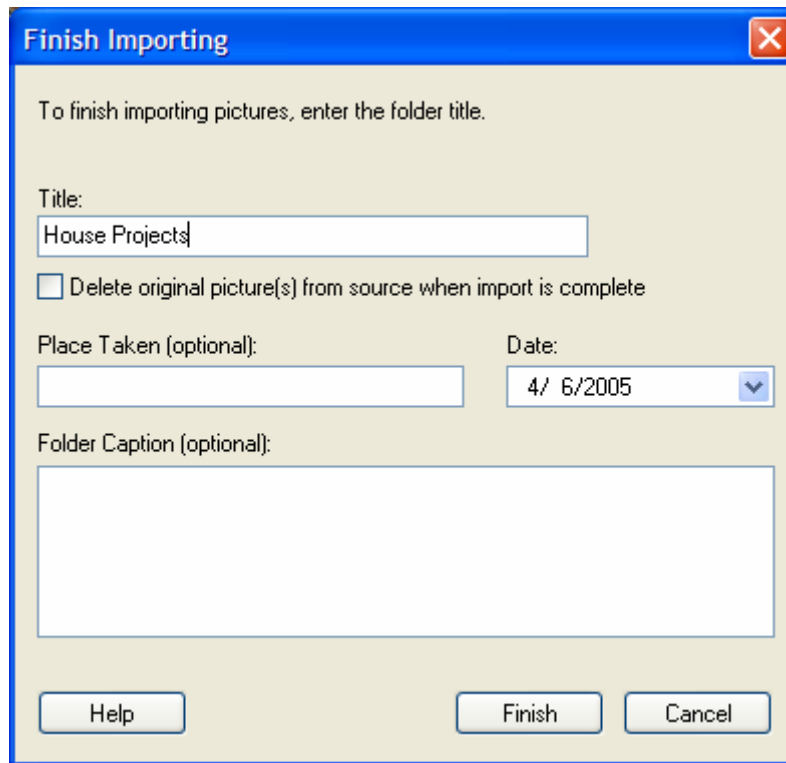 Finish Importing
To finish importing pictures, enter the folder title.
Title:
House Projects
Delete original picture(s) from source when import is complete
Place Taken (optional): Date:
4/ 6/2005
Folder Caption (optional):
Help Finish Cancel